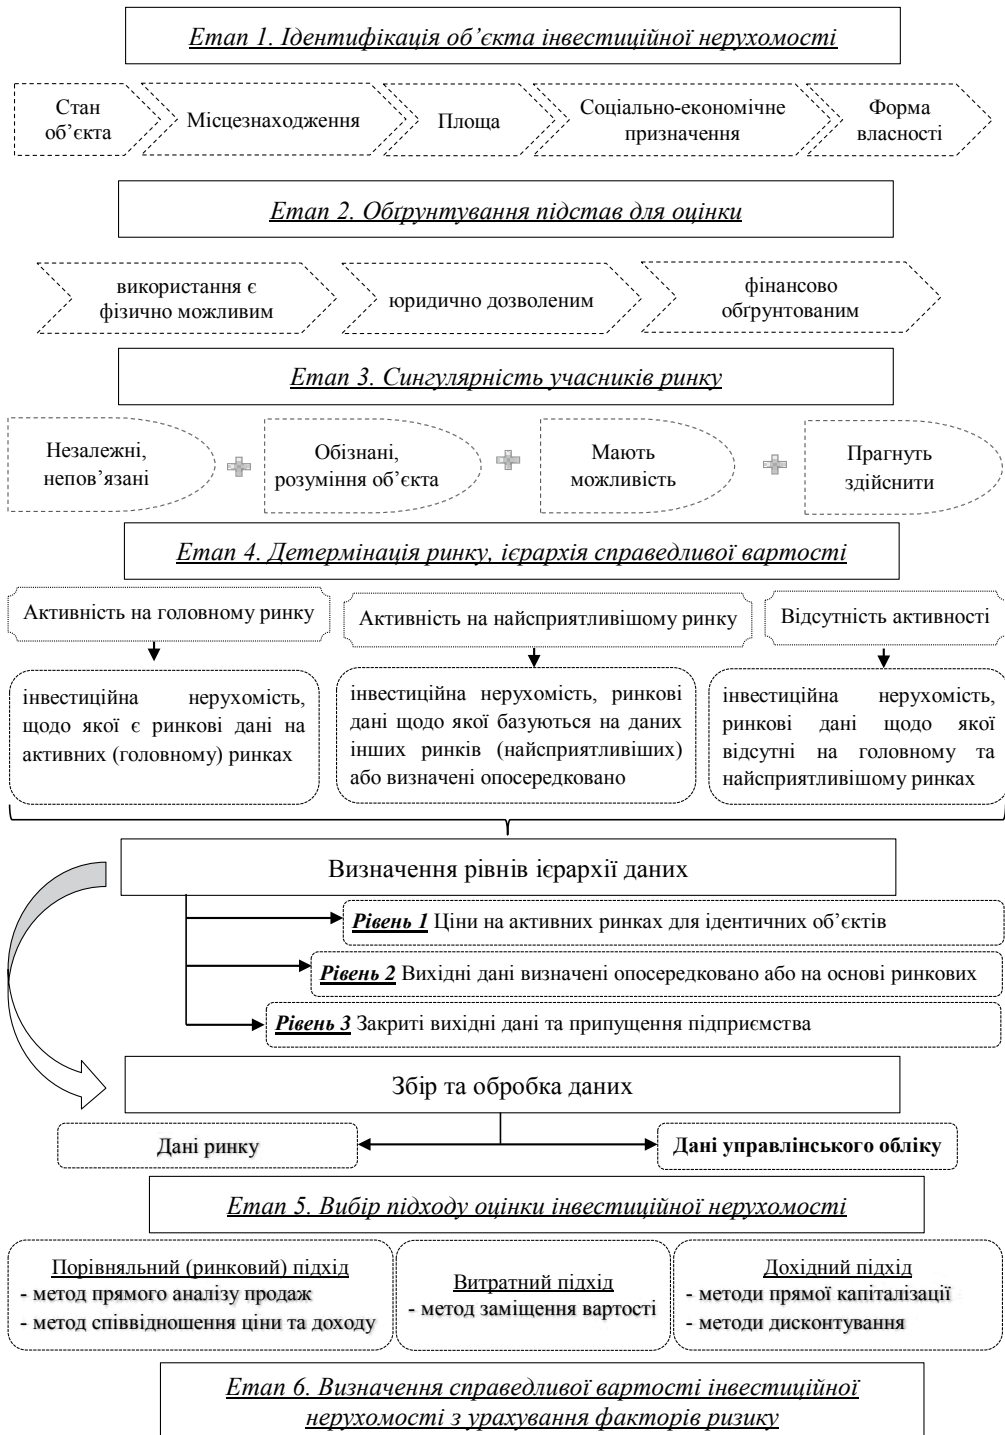 Етап 1. Ідентифікація об’єкта інвестиційної нерухомості
Стан
об’єкта
Місцезнаходження
Площа
Соціально-економічне
призначення
Форма
власності
Етап 2. Обґрунтування підстав для оцінки
використання є
фізично можливим
юридично дозволеним
фінансово
обґрунтованим
Етап 3. Сингулярність учасників ринку
Незалежні,
непов’язані
Обізнані,
розуміння об’єкта
Мають
можливість
Прагнуть
здійснити
Етап 4. Детермінація ринку, ієрархія справедливої вартості
Активність на головному ринку
Активність на найсприятливішому ринку
Відсутність активності
інвестиційна нерухомість,
щодо якої є ринкові дані на
активних (головному) ринках
інвестиційна нерухомість, ринкові
дані щодо якої базуються на даних
інших ринків (найсприятливіших)
або визначені опосередковано
інвестиційна нерухомість,
ринкові дані щодо якої
відсутні на головному та
найсприятливішому ринках
Визначення рівнів ієрархії даних
Рівень 1 Ціни на активних ринках для ідентичних об’єктів
Рівень 2 Вихідні дані визначені опосередковано або на основі ринкових
Рівень 3 Закриті вихідні дані та припущення підприємства
Збір та обробка даних
Дані ринку
Дані управлінського обліку
Етап 5. Вибір підходу оцінки інвестиційної нерухомості
Порівняльний (ринковий) підхід
- метод прямого аналізу продаж
- метод співвідношення ціни та доходу
Витратний підхід
- метод заміщення вартості
Дохідний підхід
- методи прямої капіталізації
- методи дисконтування
Етап 6. Визначення справедливої вартості інвестиційної
нерухомості з урахування факторів ризику